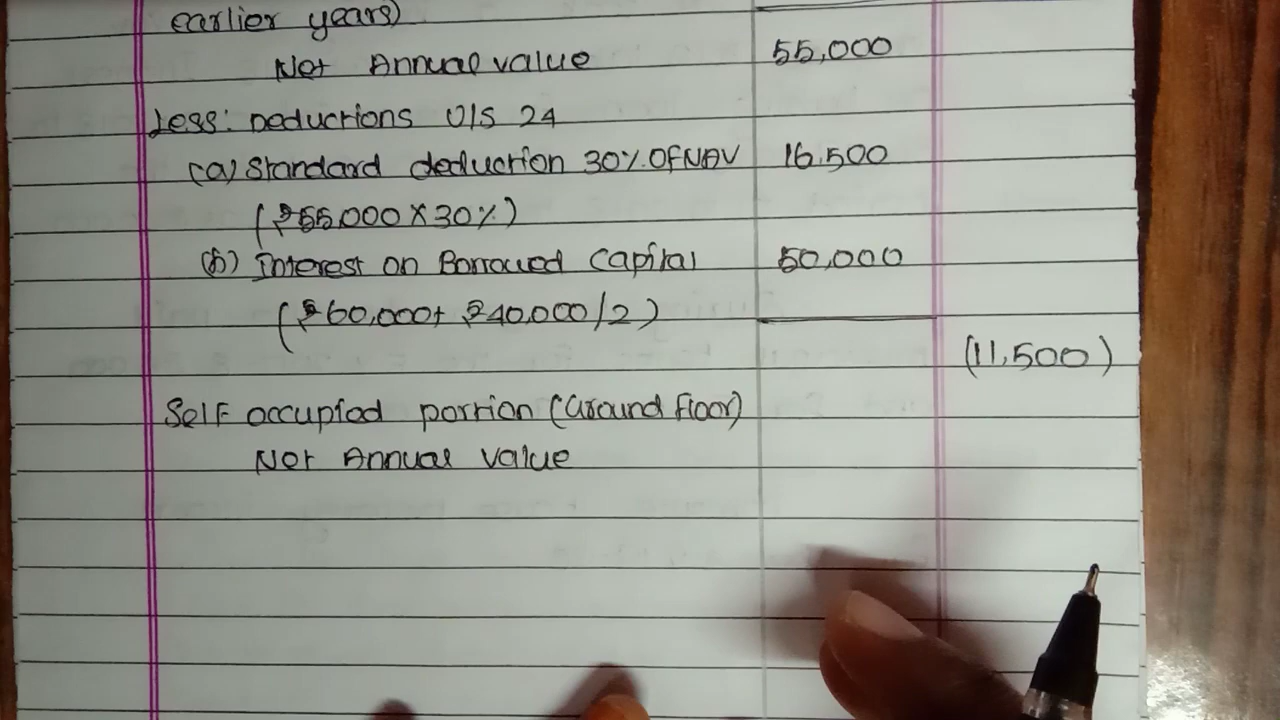 earlier years)
Net Annual value 55,000
Less: Deductions U/S 24
(a) Standard deduction 30% OF NAV 16,500
(₹55,000 X 30%)
(b) Interest on Borrowed Capital 50,000
(₹60,000+ ₹40,000/2)
(11,500)
Self occupied portion (Ground Floor)
Net Annual Value